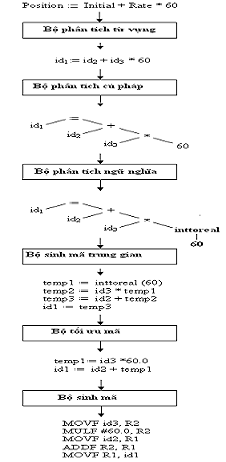 Position := Initial + Rate * 60
Bộ phân tích từ vựng
id1 := id2 + id3 * 60
Bộ phân tích cú pháp
:=
id1 +
id2 *
id3 60
Bộ phân tích ngữ nghĩa
:=
id1 +
id2 *
id3 inttoreal
60
Bộ sinh mã trung gian
temp1 := inttoreal (60)
temp2 := id3 * temp1
temp3 := id2 + temp2
id1 := temp3
Bộ tối ưu mã
temp1 := id3 *60.0
id1 := id2 + temp1
Bộ sinh mã
MOVF id3, R2
MULF #60.0, R2
MOVF id2, R1
ADDF R2, R1
MOVF R1, id1